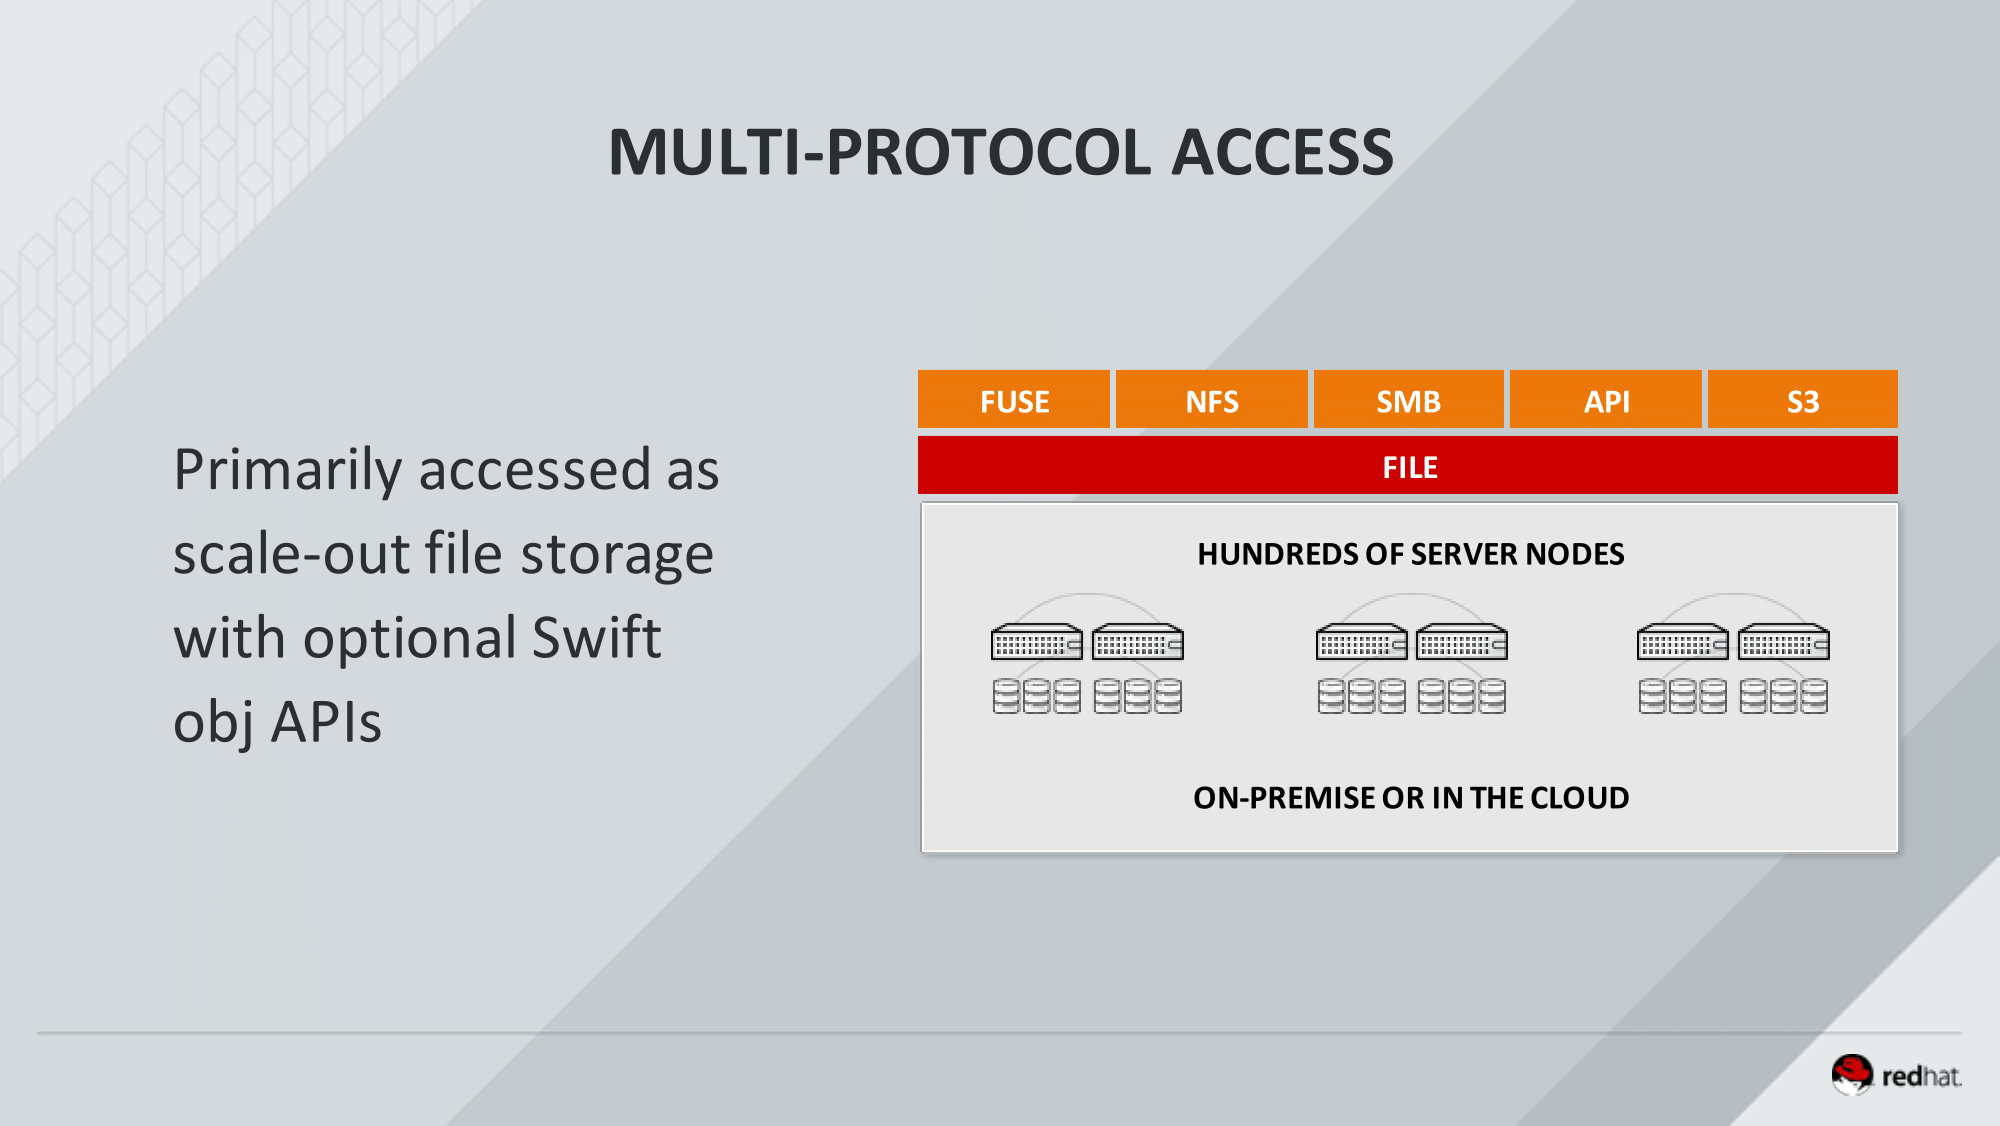 MULTI-PROTOCOL ACCESS
Primarily accessed as
scale-out file storage
with optional Swift
obj APIs
FUSE
NFS
SMB
API
S3
FILE
HUNDREDS OF SERVER NODES
ON-PREMISE OR IN THE CLOUD
redhat.